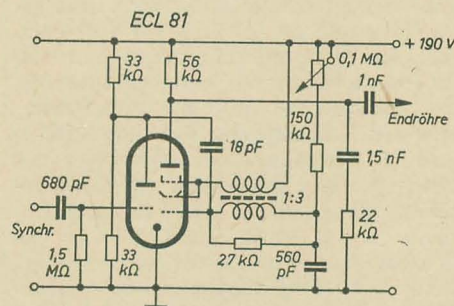 ECL 81
+ 190 V
33 kΩ
56 kΩ
0,1 MΩ
1 nF
Endröhre
150 kΩ
18 pF
1,5 nF
1:3
680 pF
Synchr.
1,5 MΩ
33 kΩ
27 kΩ
560 pF
22 kΩ